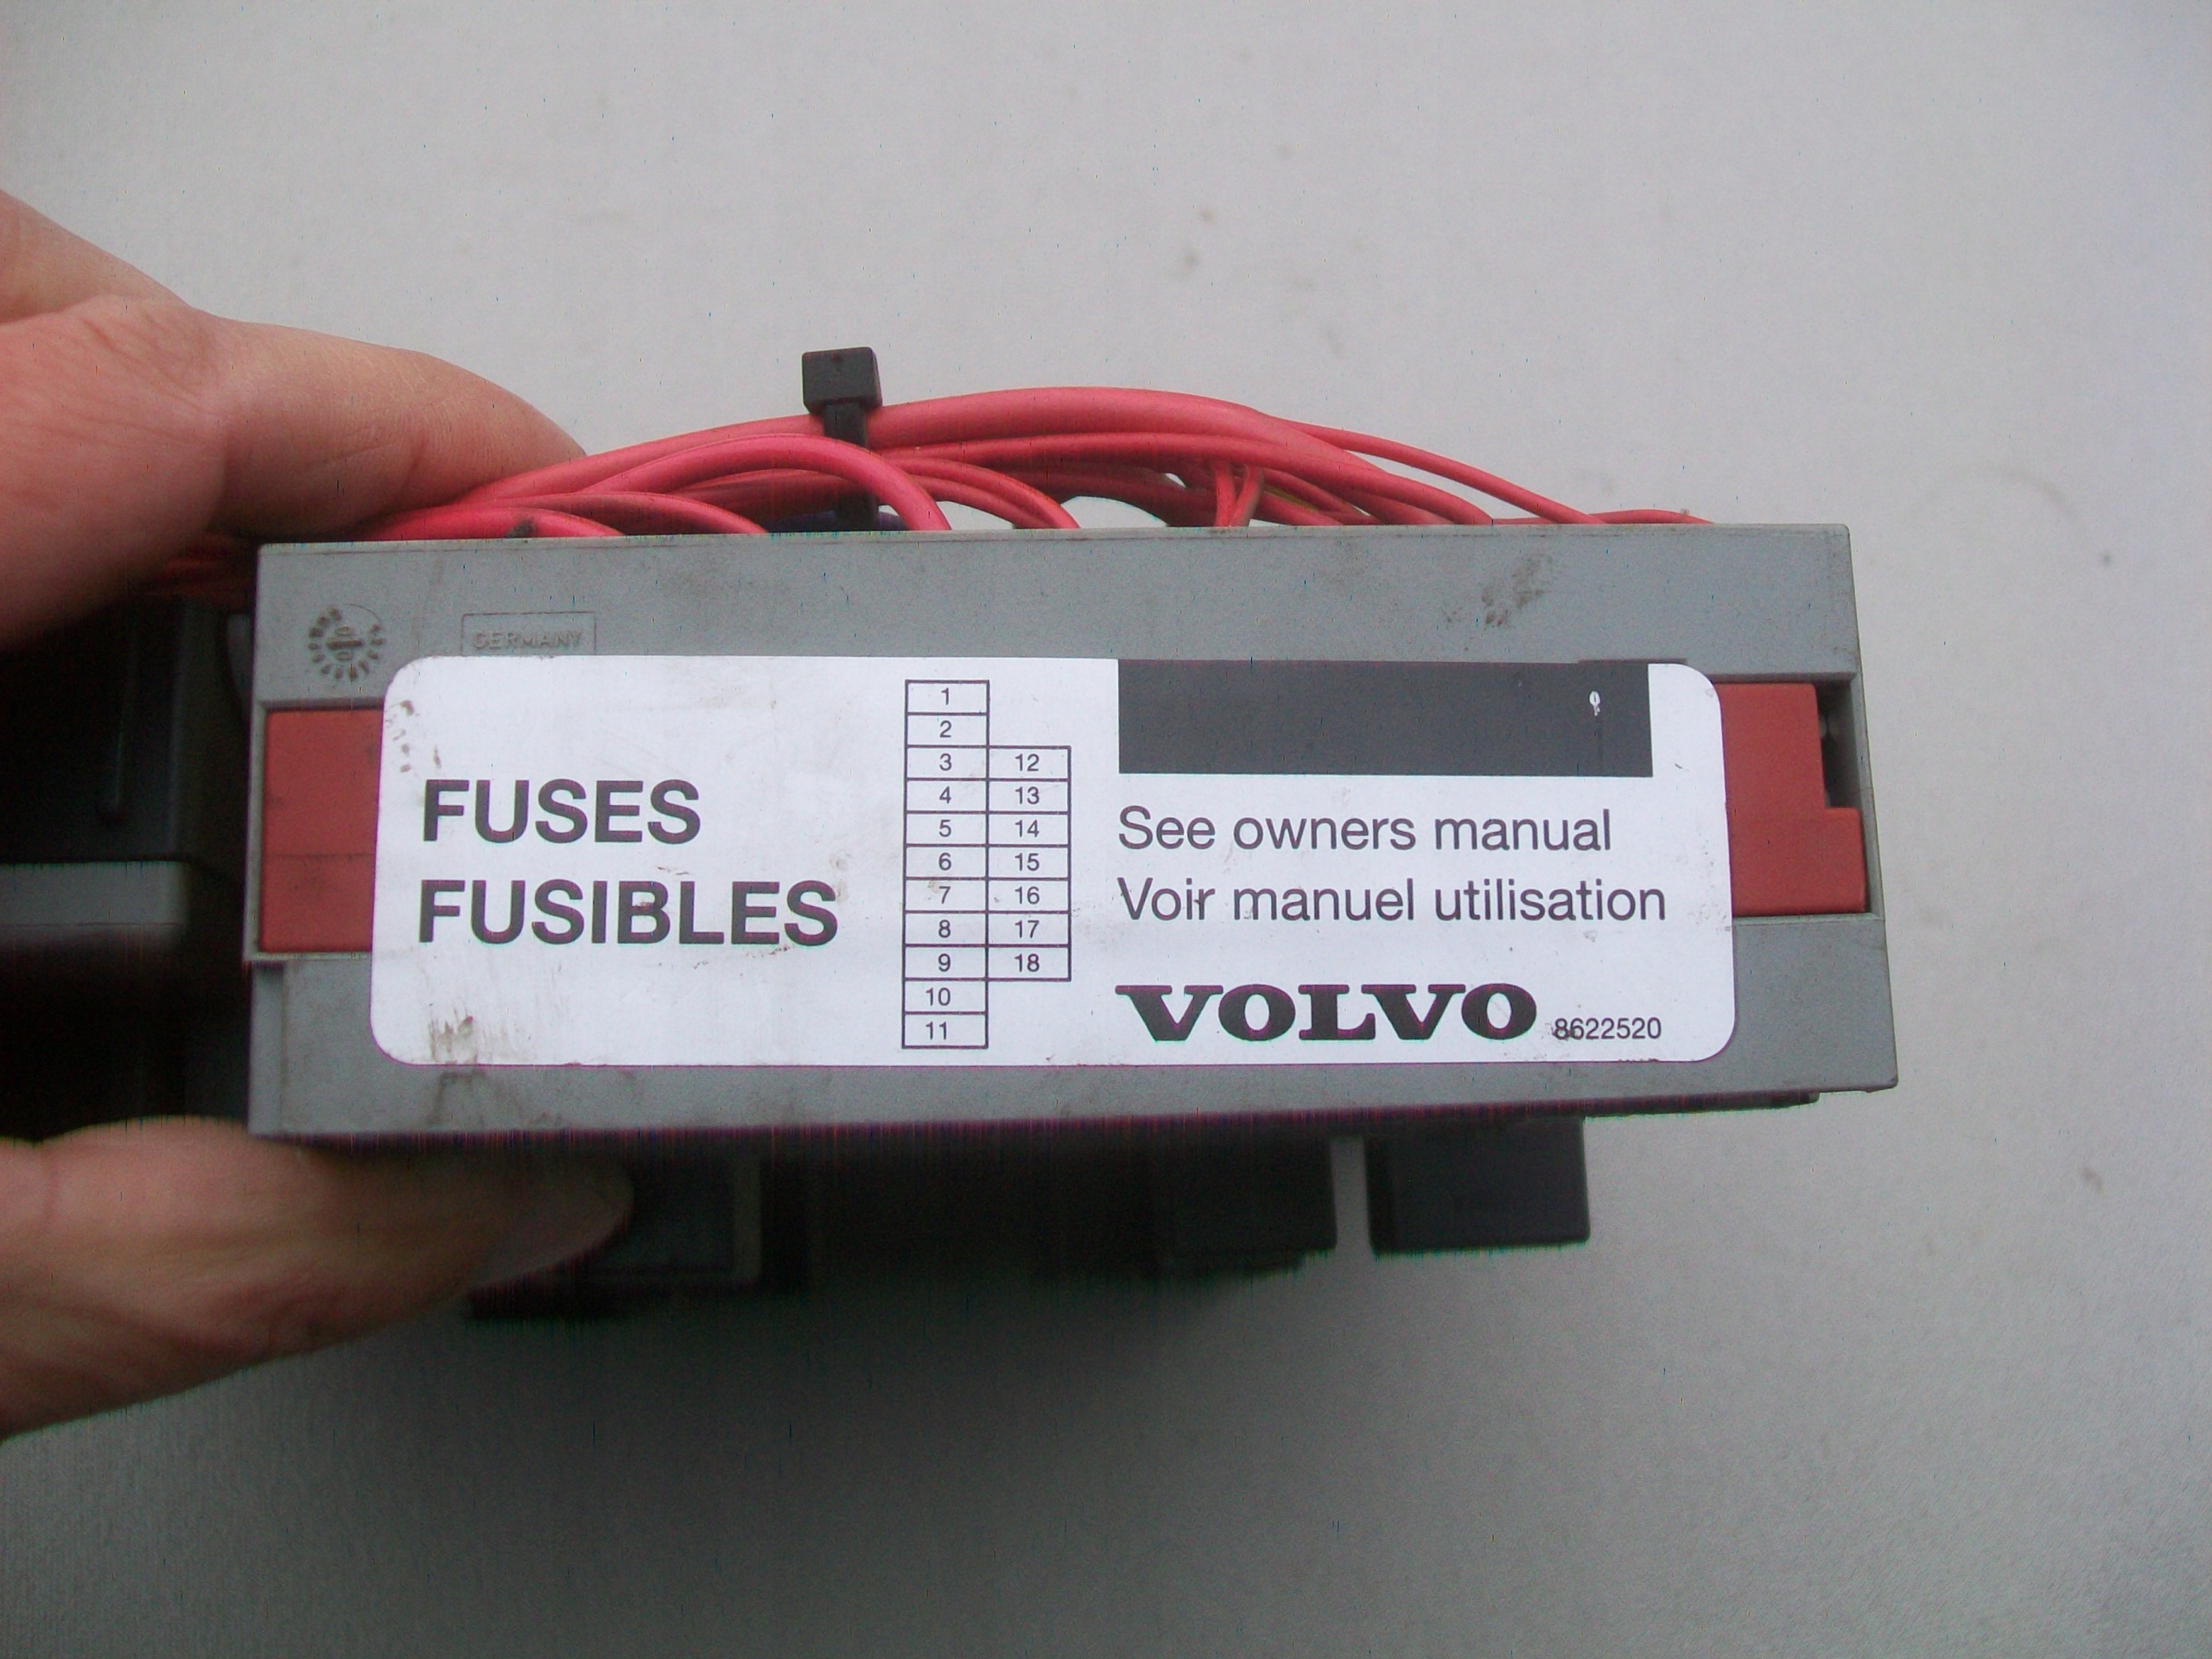 GERMANY
FUSES
FUSIBLES
1
2
3 12
4 13
5 14
6 15
7 16
8 17
9 18
10
11
See owners manual
Voir manuel utilisation
VOLVO 8622520